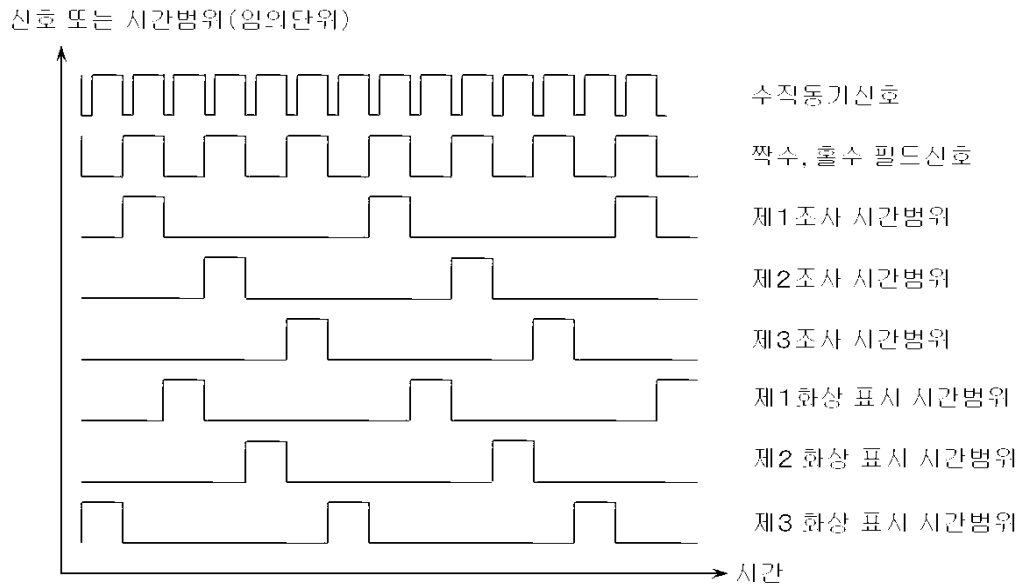 신호 또는 시간범위(임의단위)
수직동기신호
짝수, 홀수 필드신호
제1조사 시간범위
제2조사 시간범위
제3조사 시간범위
제1화상 표시 시간범위
제2 화상 표시 시간범위
제3 화상 표시 시간범위
시간